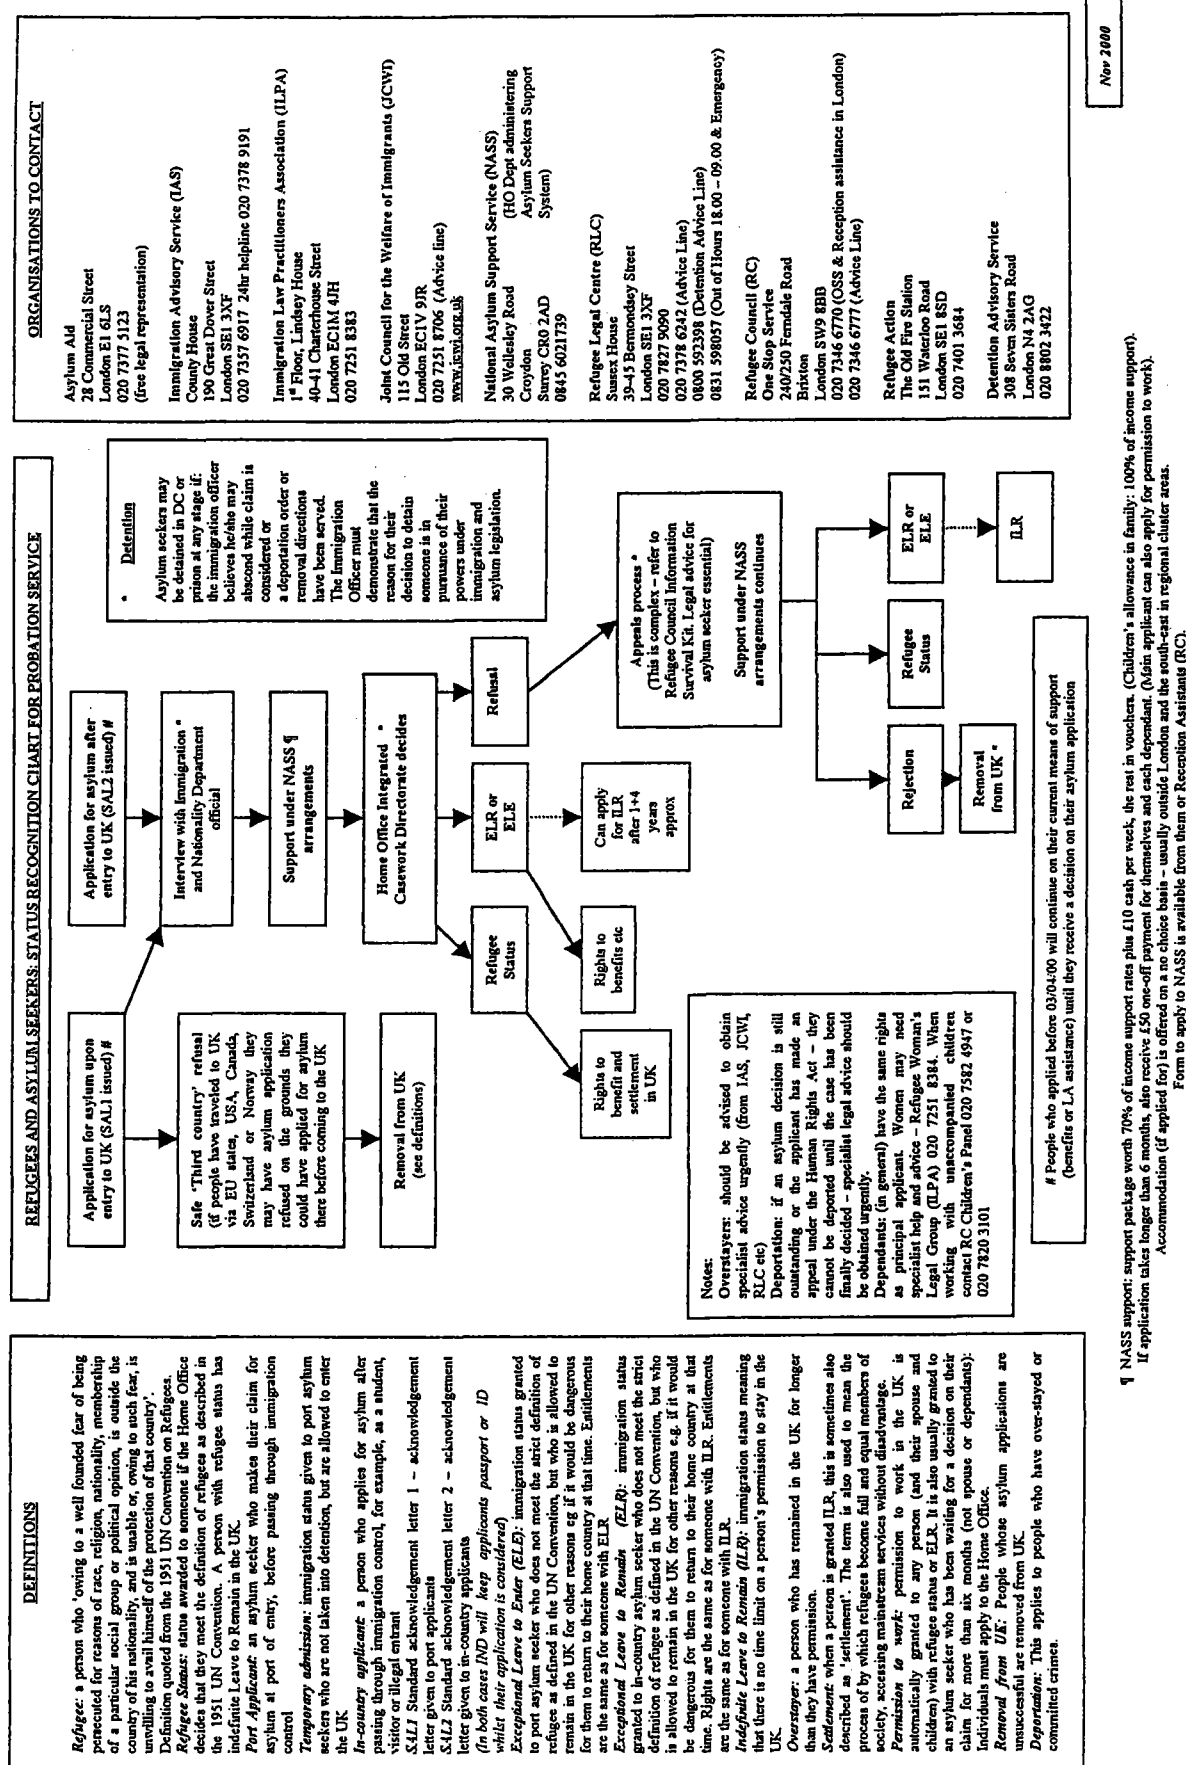 DEFINITIONS
Refugee: a person who 'owing to a well founded fear of being
persecuted for reasons of race, religion, nationality, membership
of a particular social group or political opinion, is outside the
country of his nationality, and is unable or, owing to such fear, is
unwilling to avail himself of the protection of that country'.
Definition quoted from the 1951 UN Convention on Refugees.
Refugee Status: status awarded to someone if the Home Office
decides that they meet the definition of refugees as described in
the 1951 UN Convention. A person with refugee status has
indefinite Leave to Remain in the UK.
Port Applicant: an asylum seeker who makes their claim for
asylum at port of entry, before passing through immigration
control
Temporary admission: immigration status given to port asylum
seekers who are not taken into detention, but are allowed to enter
the UK
In-country applicant: a person who applies for asylum after
passing through immigration control, for example, as a student,
visitor or illegal entrant
SAL1 Standard acknowledgement letter 1 – acknowledgement
letter given to port applicants
SAL2 Standard acknowledgement letter 2 – acknowledgement
letter given to in-country applicants
(In both cases IND will keep applicants passport or ID
whilst their application is considered)
Exceptional Leave to Enter (ELE): immigration status granted
to port asylum seeker who does not meet the strict definition of
refugee as defined in the UN Convention, but who is allowed to
remain in the UK for other reasons eg if it would be dangerous
for them to return to their home country at that time. Entitlements
are the same as for someone with ELR
Exceptional Leave to Remain (ELR): immigration status
granted to in-country asylum seeker who does not meet the strict
definition of refugee as defined in the UN Convention, but who
is allowed to remain in the UK for other reasons e.g. if it would
be dangerous for them to return to their home country at that
time. Rights are the same as for someone with ILR. Entitlements
are the same as for someone with ILR.
Indefinite Leave to Remain (ILR): immigration status meaning
that there is no time limit on a person's permission to stay in the
UK.
Overstayer: a person who has remained in the UK for longer
than they have permission.
Settlement: when a person is granted ILR, this is sometimes also
described as 'settlement'. The term is also used to mean the
process of by which refugees become full and equal members of
society, accessing mainstream services without disadvantage.
Permission to work: permission to work in the UK is
automatically granted to any person (and their spouse and
children) with refugee status or ELR. It is also usually granted to
an asylum seeker who has been waiting for a decision on their
claim for more than six months (not spouse or dependants):
Individuals must apply to the Home Office.
Removal from UK: People whose asylum applications are
unsuccessful are removed from UK.
Deportation: This applies to people who have over-stayed or
committed crimes.
REFUGEES AND ASYLUM SEEKERS: STATUS RECOGNITION CHART FOR PROBATION SERVICE
Application for asylum upon
entry to UK (SAL1 issued) #
Application for asylum after
entry to UK (SAL2 issued) #
Safe 'Third country' refusal
(if people have traveled to UK
via EU states, USA, Canada,
Switzerland or Norway they
may have asylum application
refused on the grounds they
could have applied for asylum
there before coming to the UK
Removal from UK
(see definitions)
Interview with Immigration *
and Nationality Department
official
Support under NASS ¶
arrangements
Home Office Integrated *
Casework Directorate decides
Refugee
Status
ELR or
ELE
Refusal
Rights to
benefit and
settlement
in UK
Rights to
benefits etc
Can apply
for ILR
after 1+4
years
approx
* Detention
Asylum seekers may
be detained in DC or
prison at any stage if:
the immigration officer
believes he/she may
abscond while claim is
considered or
a deportation order or
removal directions
have been served.
The Immigration
Officer must
demonstrate that the
reason for their
decision to detain
someone is in
pursuance of their
powers under
immigration and
asylum legislation.
Appeals process *
(This is complex – refer to
Refugee Council Information
Survival Kit. Legal advice for
asylum seeker essential)
Support under NASS
arrangements continues
Rejection
Refugee
Status
ELR or
ELE
Removal
from UK *
ILR
Notes:
Overstayers: should be advised to obtain
specialist advice urgently (from IAS, JCWI,
RLC etc)
Deportation: if an asylum decision is still
outstanding or the applicant has made an
appeal under the Human Rights Act – they
cannot be deported until the case has been
finally decided – specialist legal advice should
be obtained urgently.
Dependants: (in general) have the same rights
as principal applicant. Women may need
specialist help and advice – Refugee Woman's
Legal Group (ILPA) 020 7251 8384. When
working with unaccompanied children
contact RC Children's Panel 020 7582 4947 or
020 7820 3101
# People who applied before 03/04:00 will continue on their current means of support
(benefits or LA assistance) until they receive a decision on their asylum application
ORGANISATIONS TO CONTACT
Asylum Aid
28 Commercial Street
London E1 6LS
020 7377 5123
(free legal representation)
Immigration Advisory Service (IAS)
County House
190 Great Dover Street
London SE1 3XF
020 7357 6917 24hr helpline 020 7378 9191
Immigration Law Practitioners Association (ILPA)
1st Floor, Lindsey House
40-41 Charterhouse Street
London EC1M 4JH
020 7251 8383
Joint Council for the Welfare of Immigrants (JCWI)
115 Old Street
London EC1V 9JR
020 7251 8706 (Advice line)
www.jcwi.org.uk
National Asylum Support Service (NASS)
30 Wellesley Road (HO Dept administering
Croydon Asylum Seekers Support
Surrey CR0 2AD System)
0845 6021739
Refugee Legal Centre (RLC)
Sussex House
39-45 Bermondsey Street
London SE1 3XF
020 7827 9090
020 7378 6242 (Advice Line)
0800 592398 (Detention Advice Line)
0831 598057 (Out of Hours 18.00 – 09.00 & Emergency)
Refugee Council (RC)
One Stop Service
240/250 Ferndale Road
Brixton
London SW9 8BB
020 7346 6770 (OSS & Reception assistance in London)
020 7346 6777 (Advice Line)
Refugee Action
The Old Fire Station
151 Waterloo Road
London SE1 8SD
020 7401 3684
Detention Advisory Service
308 Seven Sisters Road
London N4 2AG
020 8802 3422
¶ NASS support: support package worth 70% of income support rates plus £10 cash per week, the rest in vouchers. (Children's allowance in family: 100% of income support).
If application takes longer than 6 months, also receive £50 one-off payment for themselves and each dependant. (Main applicant can also apply for permission to work).
Accommodation (if applied for) is offered on a no choice basis – usually outside London and the south-east in regional cluster areas.
Form to apply to NASS is available from them or Reception Assistants (RC).
Nov 2000